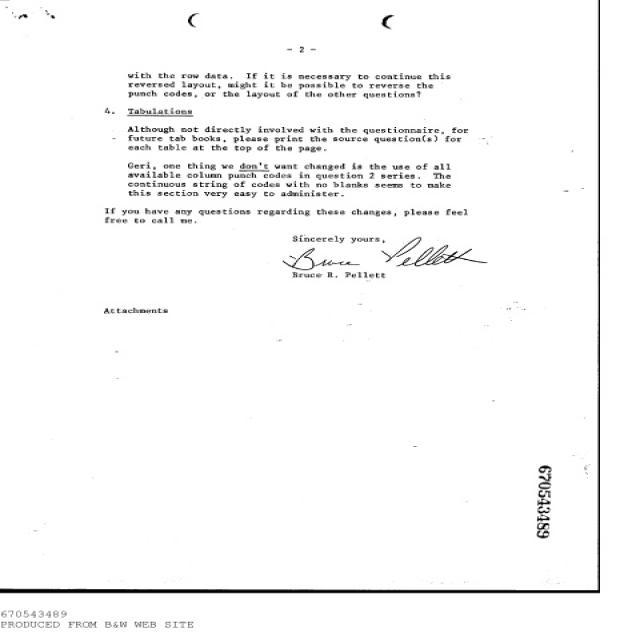 - 2 -
with the row data. If it is necessary to continue this
reversed layout, might it be possible to reverse the
punch codes, or the layout of the other questions?
4. Tabulations
Although not directly involved with the questionnaire, for
future tab books, please print the source question(s) for
each table at the top of the page.
Geri, one thing we don't want changed is the use of all
available column punch codes in question 2 series. The
continuous string of codes with no blanks seems to make
this section very easy to administer.
If you have any questions regarding these changes, please feel
free to call me.
Sincerely yours,
Bruce Pellett
Bruce R. Pellett
Attachments
670543489
670543489
PRODUCED FROM B&W WEB SITE